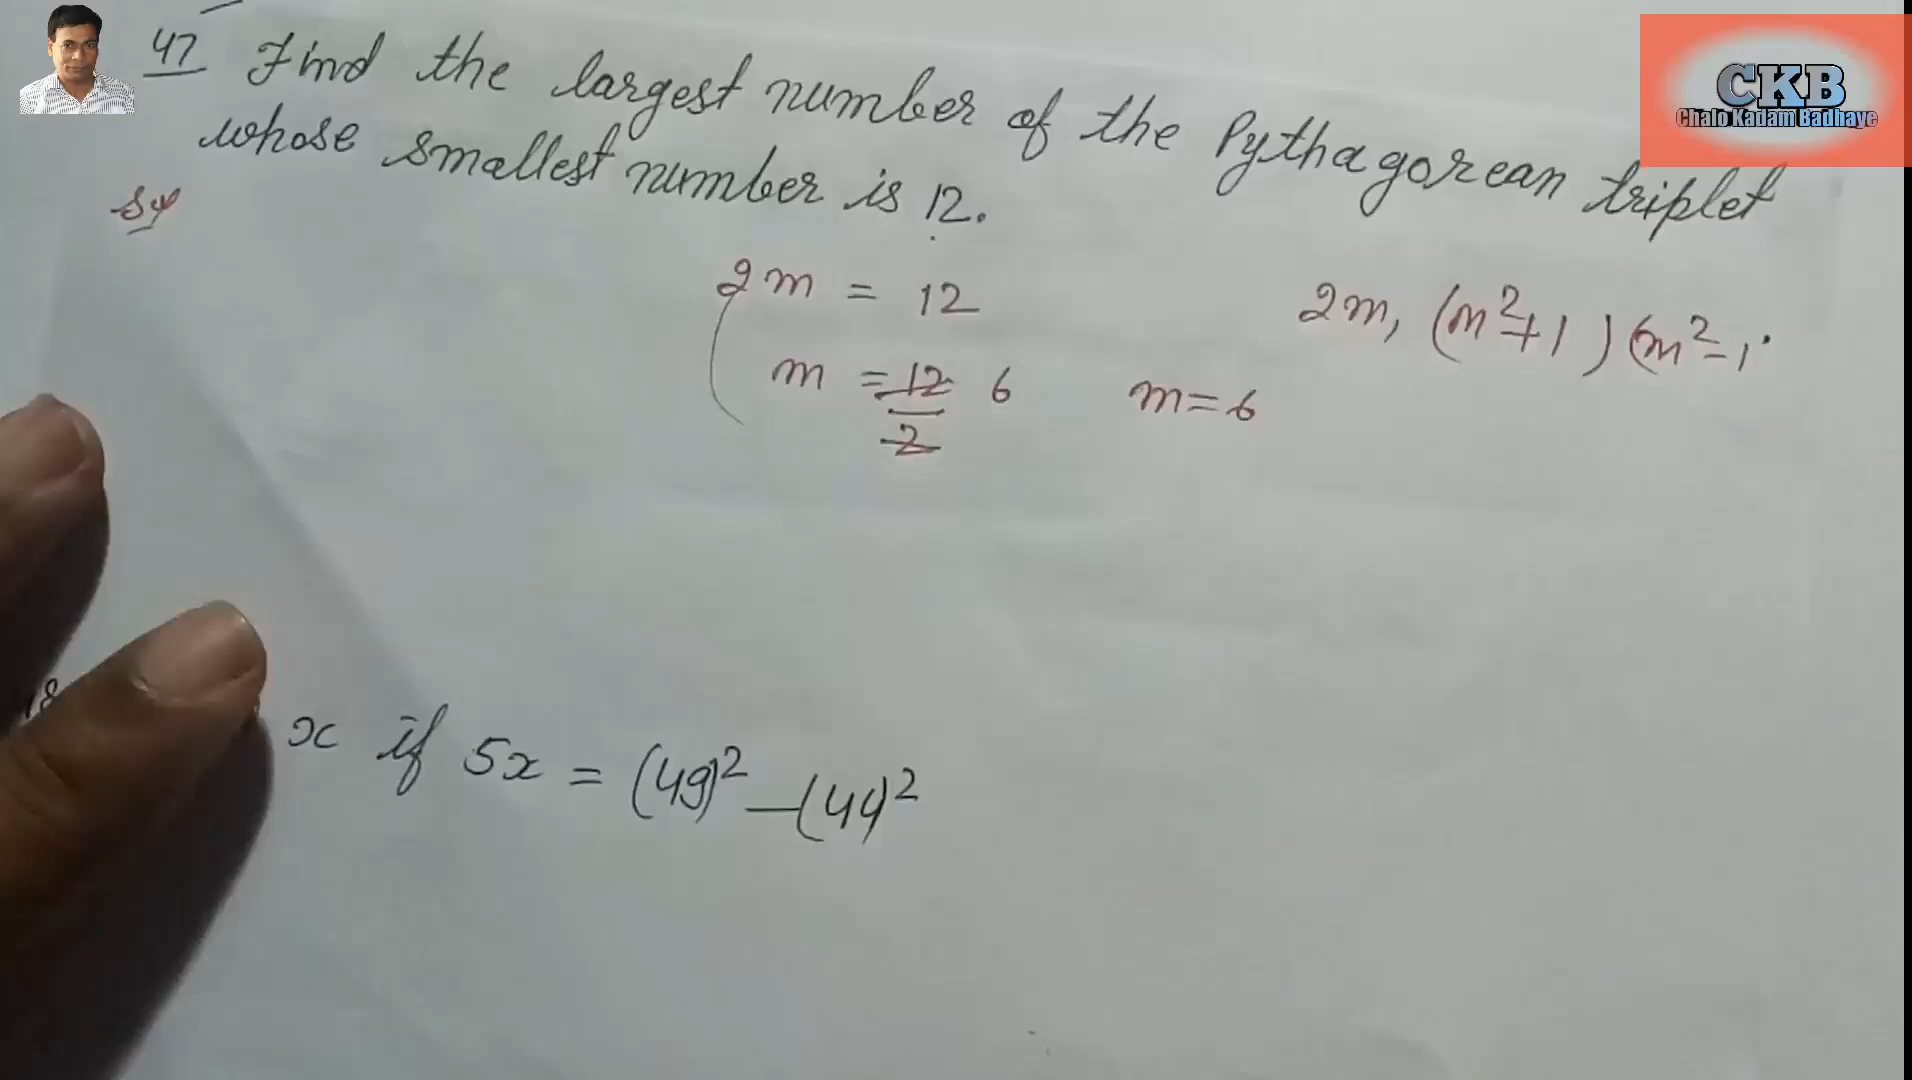 47 Find the largest number of the Pythagorean triplet
whose smallest number is 12.
2m = 12
2m, (m²+1) (m²-1
m = 12/2 6
m = 6
18
x if 5x = (49)² - (44)²
CKB
Chalo Kadam Badhaye